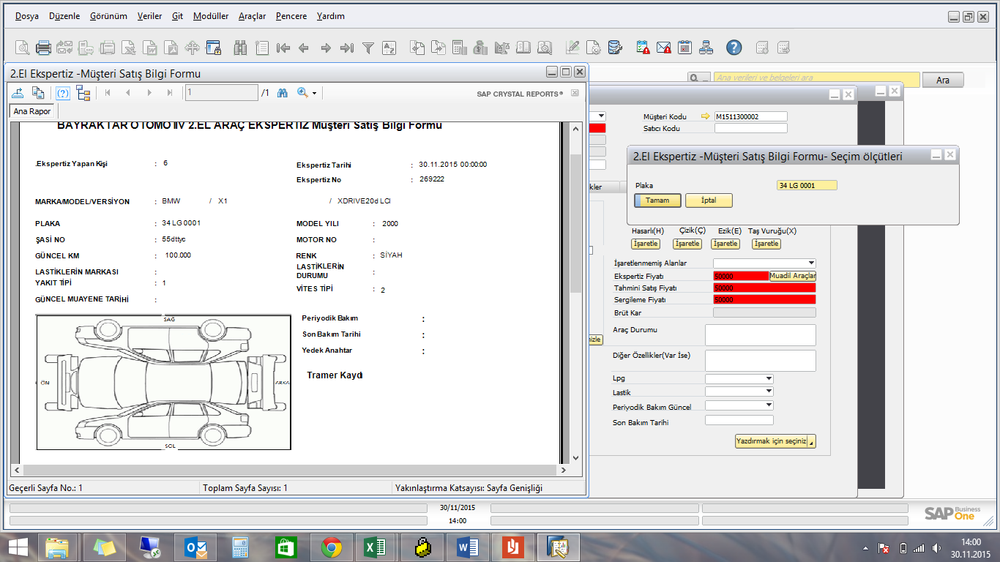 Dosya Düzenle Görünüm Veriler Git Modüller Araçlar Pencere Yardım
2.El Ekspertiz -Müşteri Satış Bilgi Formu
Ana verileri ve belgeleri ara
Ara
1 /1
SAP CRYSTAL REPORTS®
Ana Rapor
BAYRAKTAR OTOMOTİV 2.EL ARAÇ EKSPERTİZ Müşteri Satış Bilgi Formu
.Ekspertiz Yapan Kişi : 6
Ekspertiz Tarihi : 30.11.2015 00:00:00
Ekspertiz No : 269222
MARKA/MODEL/VERSİYON : BMW / X1 / XDRIVE20d LCI
PLAKA : 34 LG 0001
MODEL YILI : 2000
ŞASİ NO : 55dttyc
MOTOR NO :
GÜNCEL KM : 100.000
RENK : SİYAH
LASTİKLERİN MARKASI :
LASTİKLERİN DURUMU :
YAKIT TİPİ : 1
VİTES TİPİ : 2
GÜNCEL MUAYENE TARİHİ :
SAĞ
ÖN
ARKA
SOL
Periyodik Bakım :
Son Bakım Tarihi :
Yedek Anahtar :
Tramer Kaydı
Geçerli Sayfa No.: 1
Toplam Sayfa Sayısı: 1
Yakınlaştırma Katsayısı: Sayfa Genişliği
Müşteri Kodu M1511300002
Satıcı Kodu
2.El Ekspertiz -Müşteri Satış Bilgi Formu- Seçim ölçütleri
Plaka 34 LG 0001
Tamam İptal
kler
Hasarlı(H) Çizik(Ç) Ezik(E) Taş Vuruğu(X)
İşaretle İşaretle İşaretle İşaretle
İşaretlenmemiş Alanlar
Ekspertiz Fiyatı 50000 Muadil Araçlar
Tahmini Satış Fiyatı 50000
Sergileme Fiyatı 50000
Brüt Kar
Araç Durumu
nizle
Diğer Özellikler(Var İse)
Lpg
Lastik
Periyodik Bakım Güncel
Son Bakım Tarihi
Yazdırmak için seçiniz
30/11/2015
14:00
SAP Business One
14:00
30.11.2015